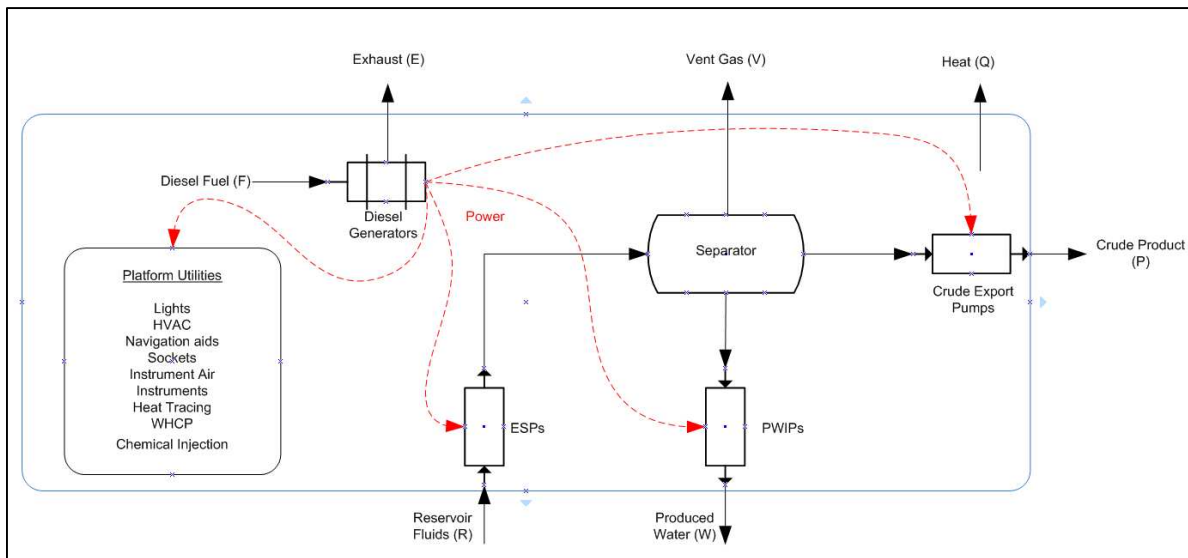 Exhaust (E)
Vent Gas (V)
Heat (Q)
Diesel Fuel (F)
Diesel
Generators
Power
Separator
Crude Product
(P)
Crude Export
Pumps
Platform Utilities
Lights
HVAC
Navigation aids
Sockets
Instrument Air
Instruments
Heat Tracing
WHCP
Chemical Injection
ESPs
PWIPs
Reservoir
Fluids (R)
Produced
Water (W)